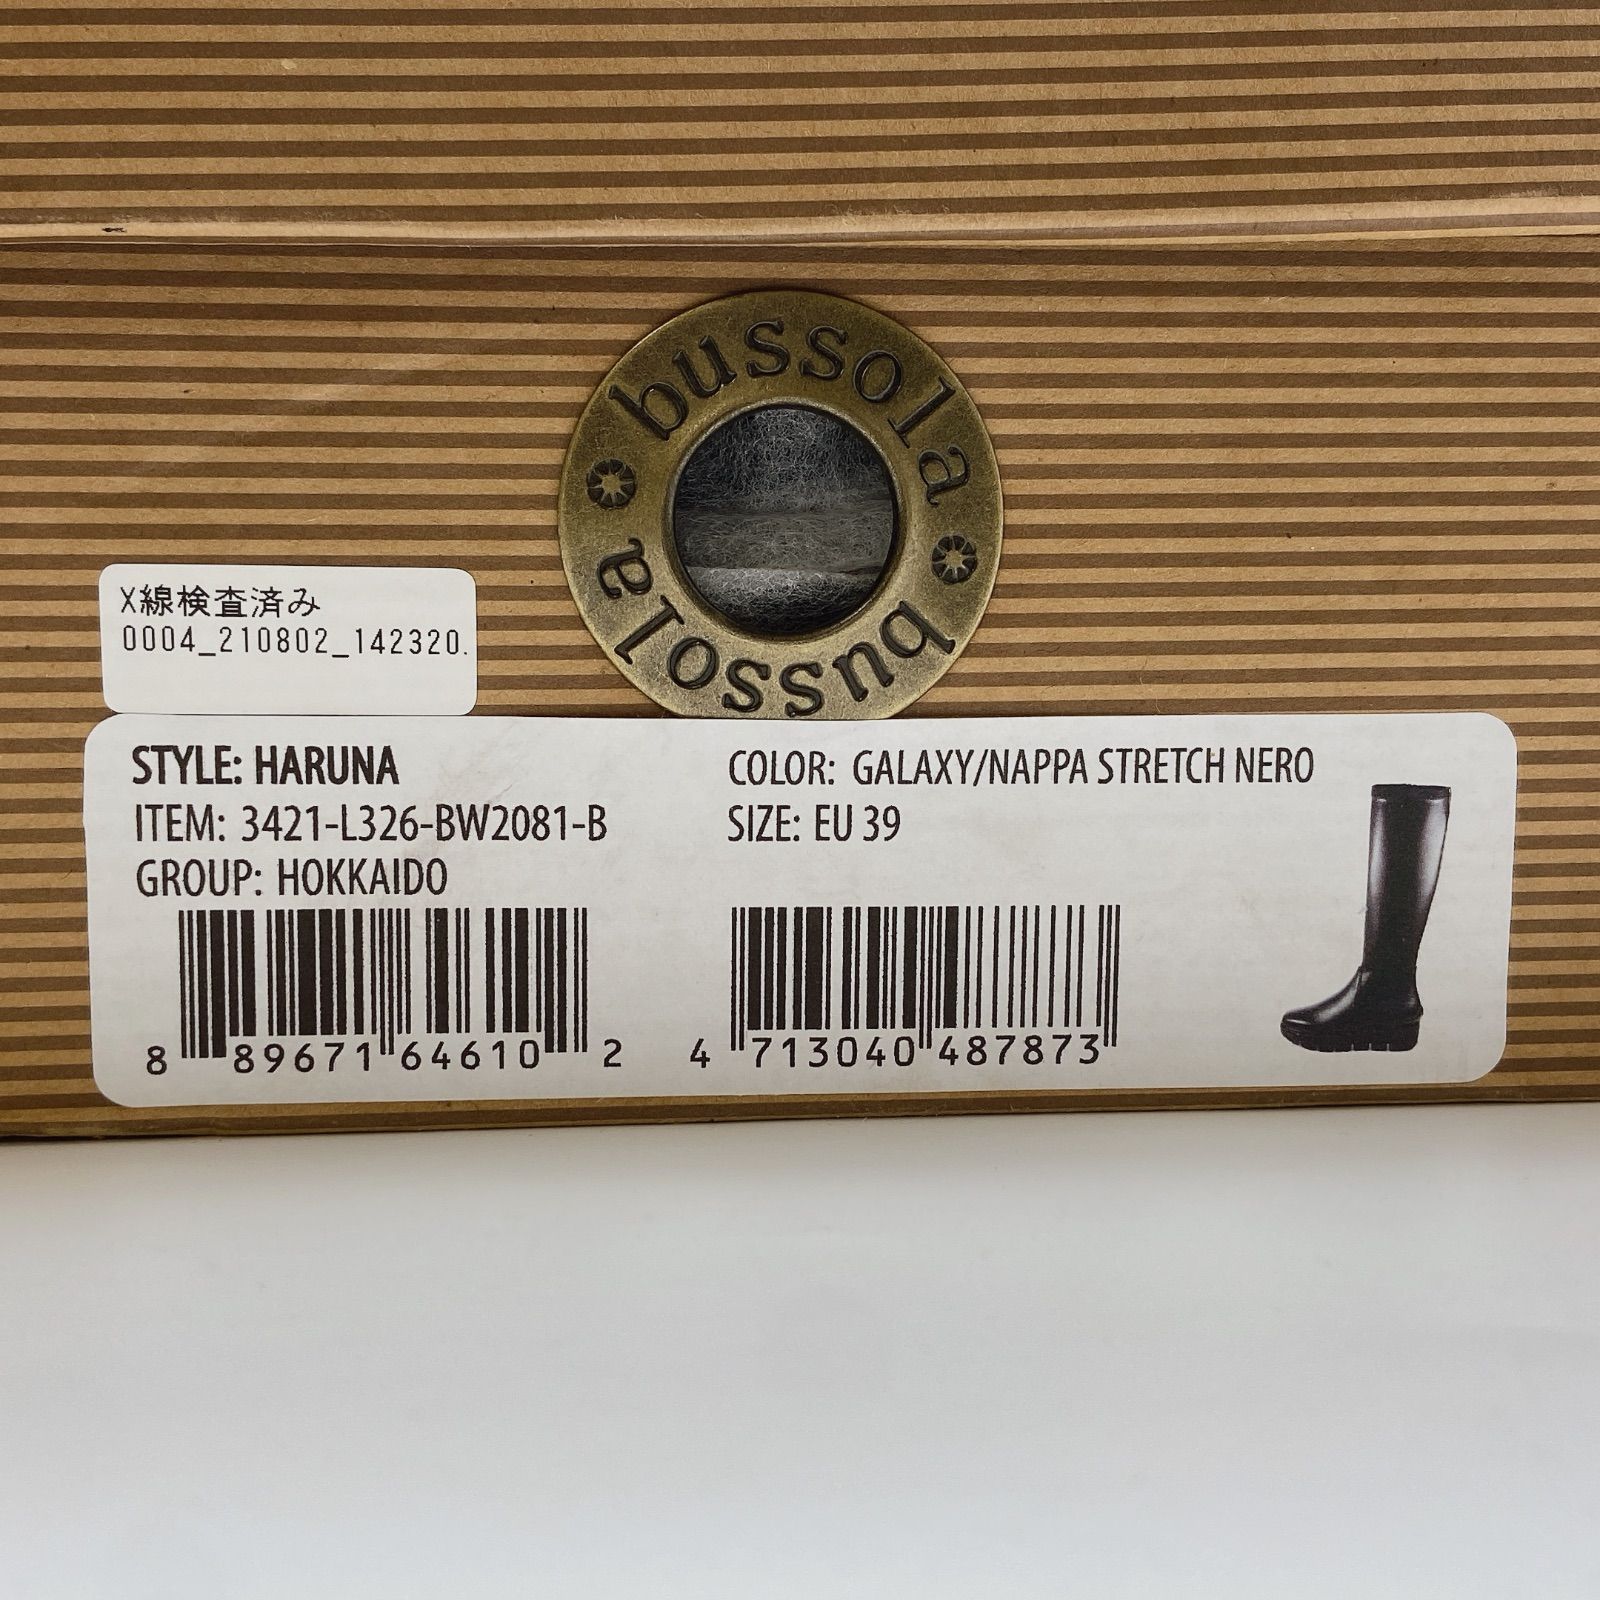 bussola
bussola
X線検査済み
0004_210802_142320.
STYLE: HARUNA
ITEM: 3421-L326-BW2081-B
GROUP: HOKKAIDO
COLOR: GALAXY/NAPPA STRETCH NERO
SIZE: EU 39
8 89671 64610 2
4 713040 487873